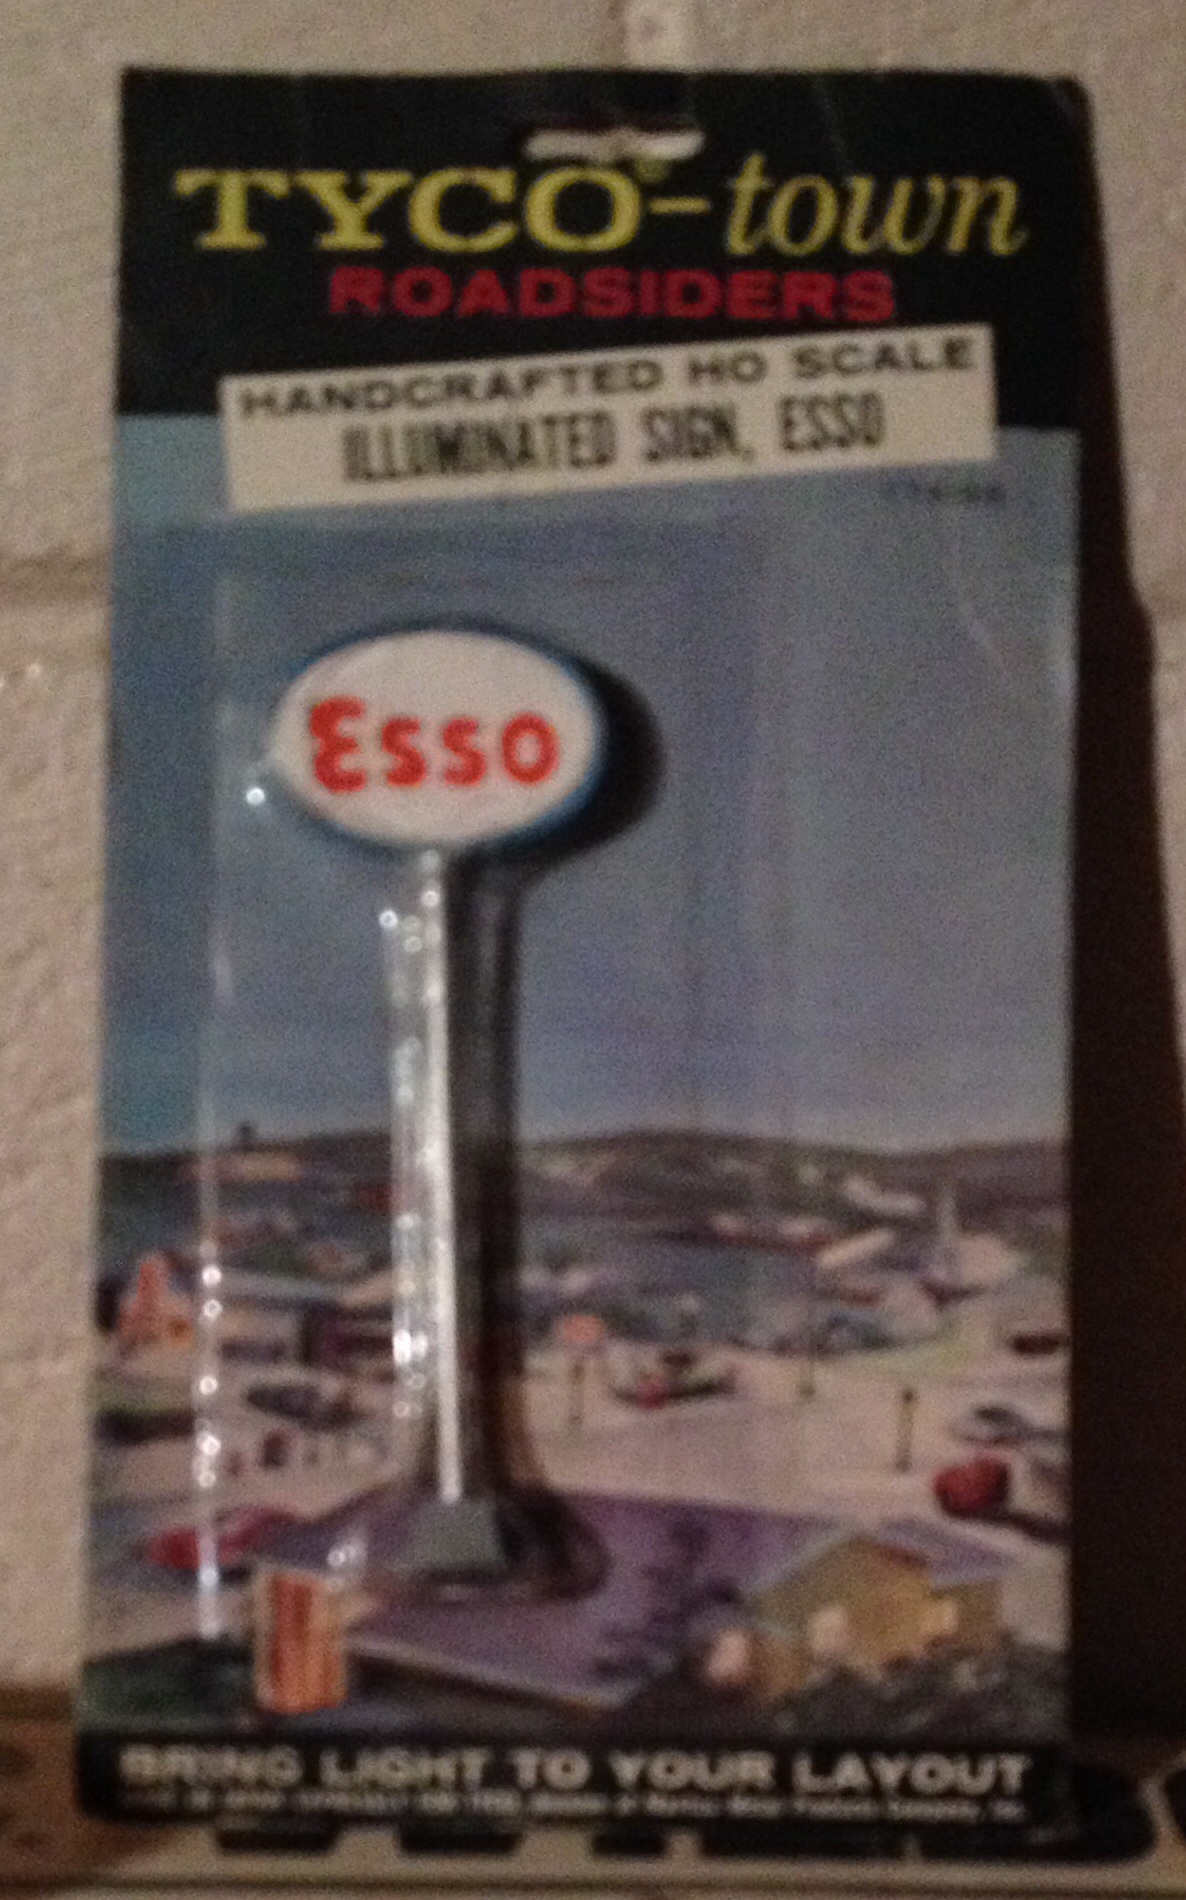 TYCO®-town
ROADSIDERS
HANDCRAFTED HO SCALE
ILLUMINATED SIGN, ESSO
Esso
BRING LIGHT TO YOUR LAYOUT